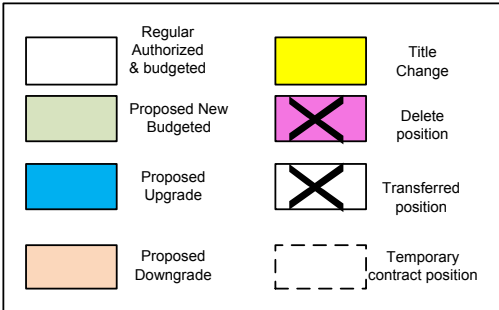 Regular
Authorized
& budgeted
Title
Change
Proposed New
Budgeted
Delete
position
Proposed
Upgrade
Transferred
position
Proposed
Downgrade
Temporary
contract position